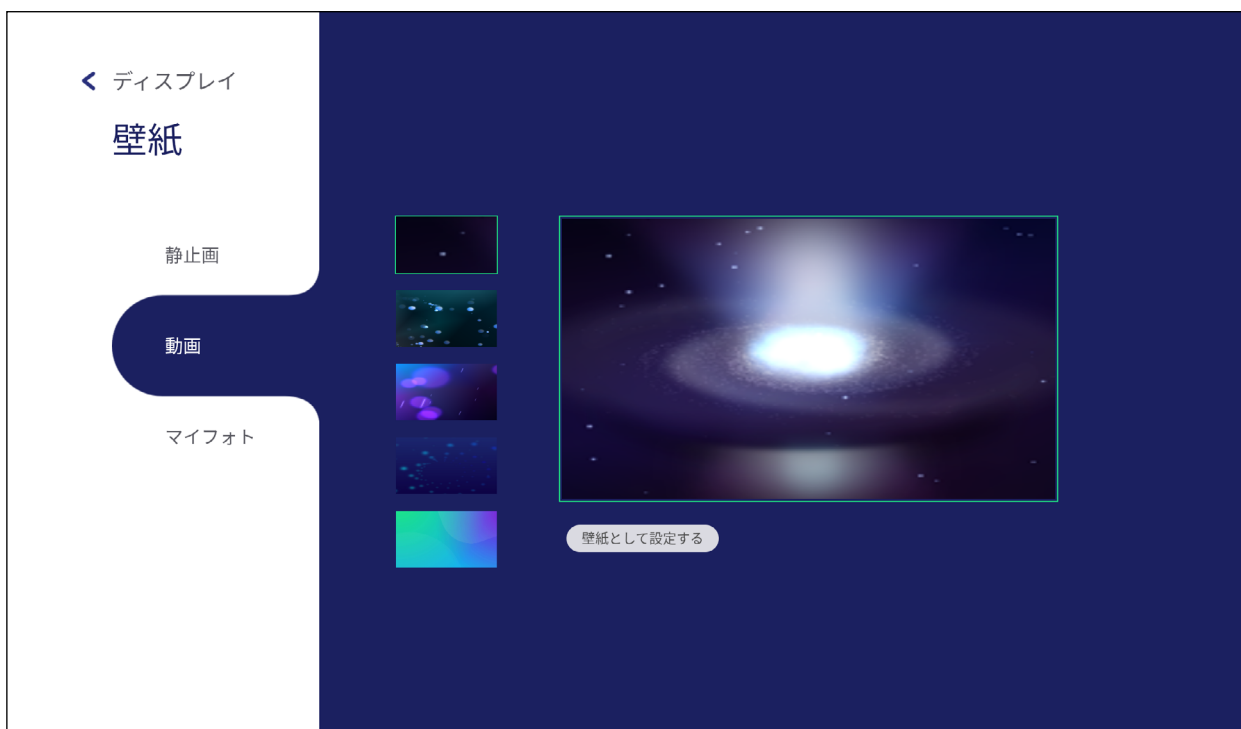 ディスプレイ
壁紙
静止画
動画
マイフォト
壁紙として設定する